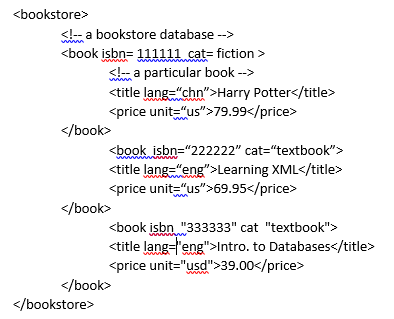 <bookstore>
<!-- a bookstore database -->
<book isbn= 111111  cat= fiction >
<!-- a particular book -->
<title lang=“chn”>Harry Potter</title>
<price unit=“us”>79.99</price>
</book>
<book  isbn=“222222” cat=“textbook”>
<title lang=“eng”>Learning XML</title>
<price unit=“us”>69.95</price>
</book>
<book isbn  "333333" cat  "textbook">
<title lang="eng">Intro. to Databases</title>
<price unit="usd">39.00</price>
</book>
</bookstore>